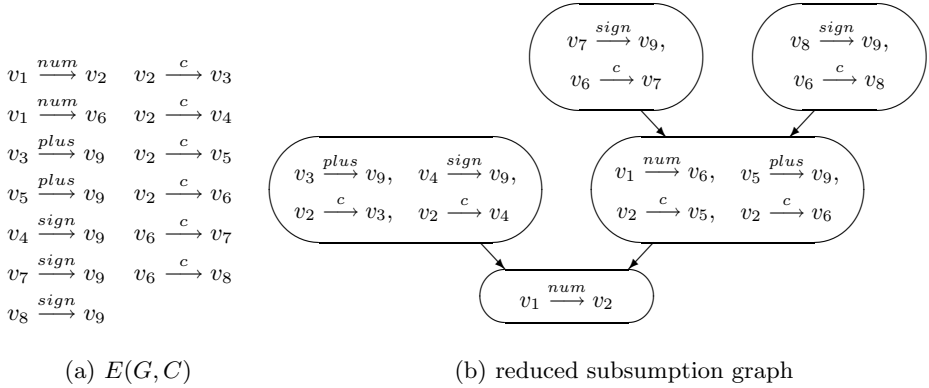 v₁ —num→ v₂ v₂ —c→ v₃
v₁ —num→ v₆ v₂ —c→ v₄
v₃ —plus→ v₉ v₂ —c→ v₅
v₅ —plus→ v₉ v₂ —c→ v₆
v₄ —sign→ v₉ v₆ —c→ v₇
v₇ —sign→ v₉ v₆ —c→ v₈
v₈ —sign→ v₉
(a) E(G, C)
v₇ —sign→ v₉,
v₆ —c→ v₇
v₈ —sign→ v₉,
v₆ —c→ v₈
v₃ —plus→ v₉, v₄ —sign→ v₉,
v₂ —c→ v₃, v₂ —c→ v₄
v₁ —num→ v₆, v₅ —plus→ v₉,
v₂ —c→ v₅, v₂ —c→ v₆
v₁ —num→ v₂
(b) reduced subsumption graph